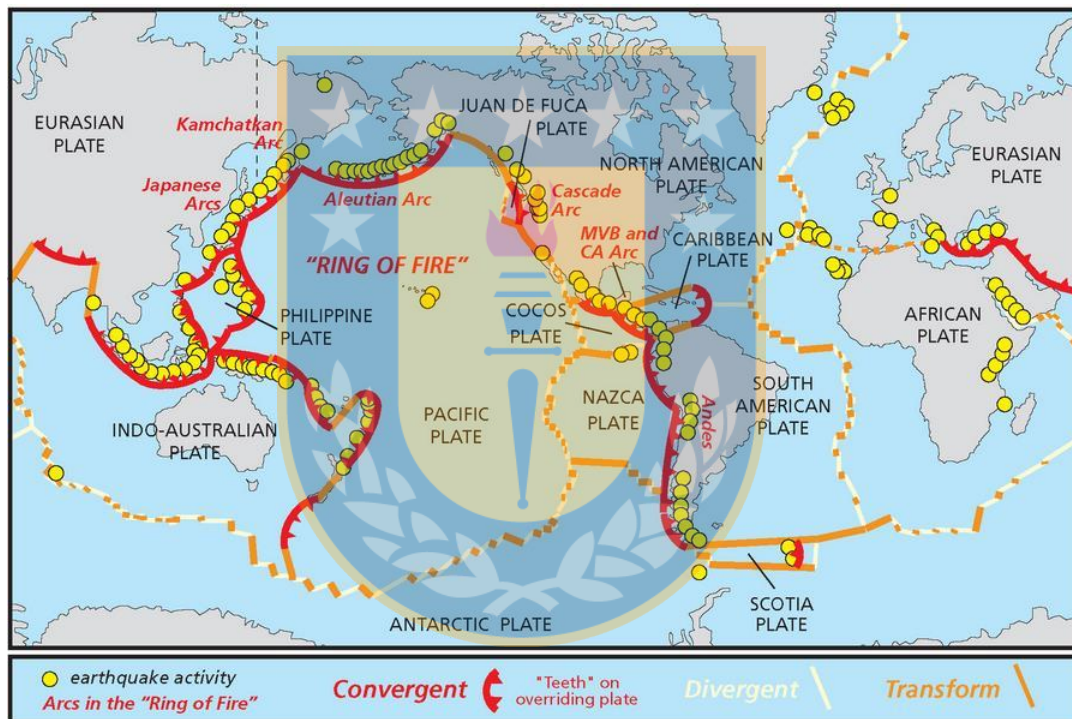 EURASIAN
PLATE
Kamchatkan
Arc
JUAN DE FUCA
PLATE
NORTH AMERICAN
PLATE
EURASIAN
PLATE
Japanese
Arcs
Aleutian Arc
Cascade
Arc
MVB and
CA Arc
CARIBBEAN
PLATE
"RING OF FIRE"
PHILIPPINE
PLATE
COCOS
PLATE
AFRICAN
PLATE
INDO-AUSTRALIAN
PLATE
PACIFIC
PLATE
NAZCA
PLATE
Andes
SOUTH
AMERICAN
PLATE
ANTARCTIC PLATE
SCOTIA
PLATE
earthquake activity
Arcs in the "Ring of Fire"
Convergent
"Teeth" on
overriding plate
Divergent
Transform